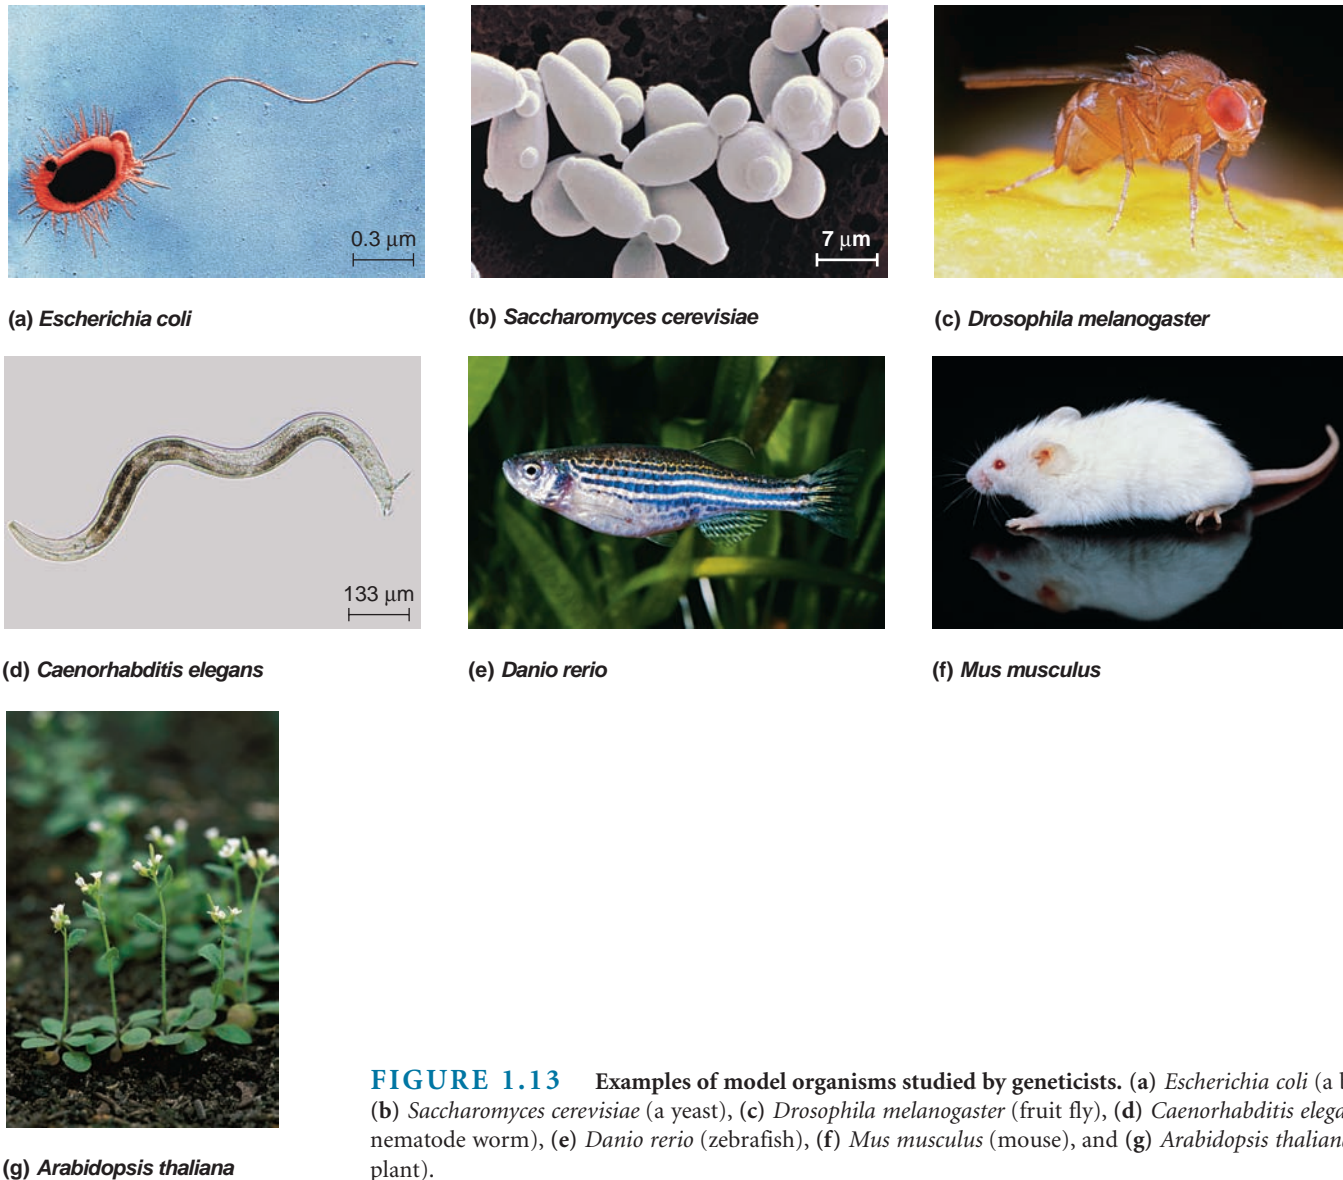 0.3 μm
7 μm
(a) Escherichia coli
(b) Saccharomyces cerevisiae
(c) Drosophila melanogaster
133 μm
(d) Caenorhabditis elegans
(e) Danio rerio
(f) Mus musculus
(g) Arabidopsis thaliana
FIGURE 1.13 Examples of model organisms studied by geneticists. (a) Escherichia coli (a
(b) Saccharomyces cerevisiae (a yeast), (c) Drosophila melanogaster (fruit fly), (d) Caenorhabditis
nematode worm), (e) Danio rerio (zebrafish), (f) Mus musculus (mouse), and (g) Arabidopsis
plant).